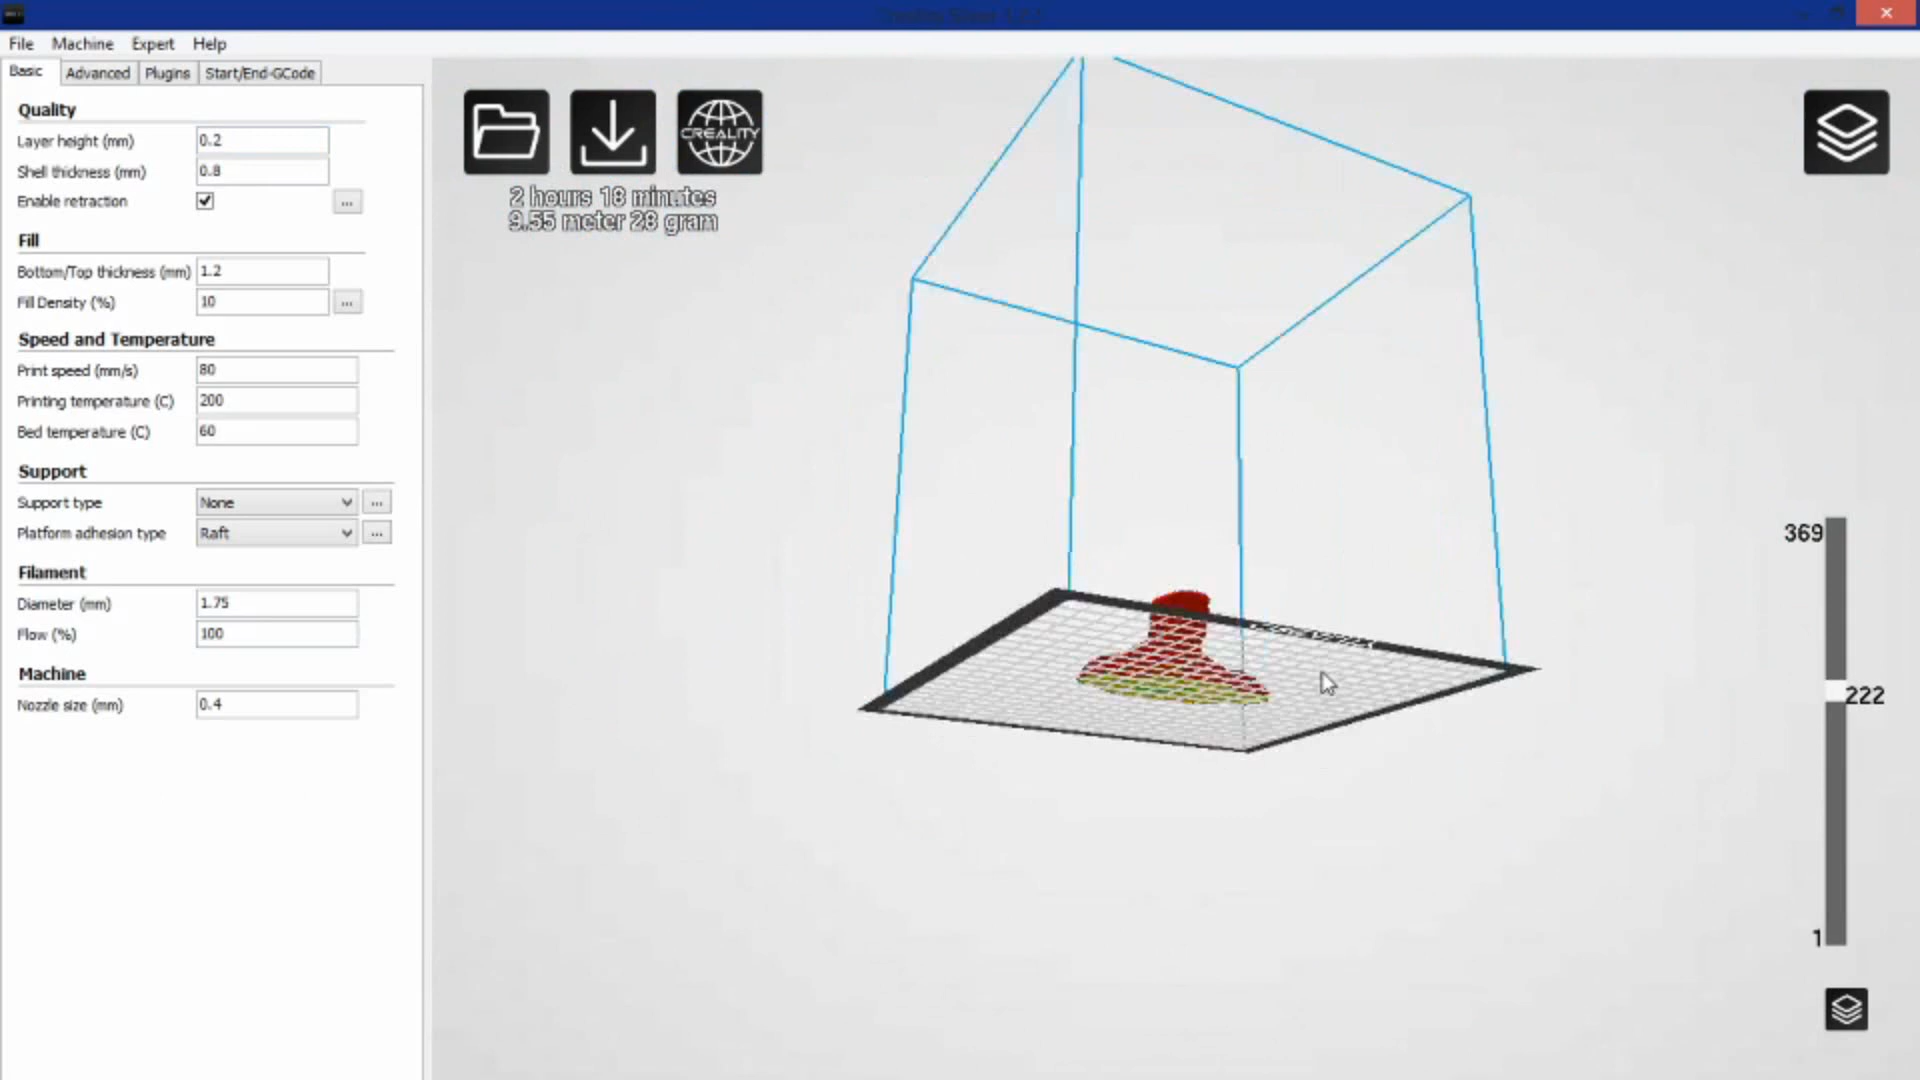 File Machine Expert Help
Basic Advanced Plugins Start/End-GCode
Quality
Layer height (mm) 0.2
Shell thickness (mm) 0.8
Enable retraction ...
Fill
Bottom/Top thickness (mm) 1.2
Fill Density (%) 10 ...
Speed and Temperature
Print speed (mm/s) 80
Printing temperature (C) 200
Bed temperature (C) 60
Support
Support type None ...
Platform adhesion type Raft ...
Filament
Diameter (mm) 1.75
Flow (%) 100
Machine
Nozzle size (mm) 0.4
CREALITY
2 hours 18 minutes
9.55 meter 28 gram
369
222
1